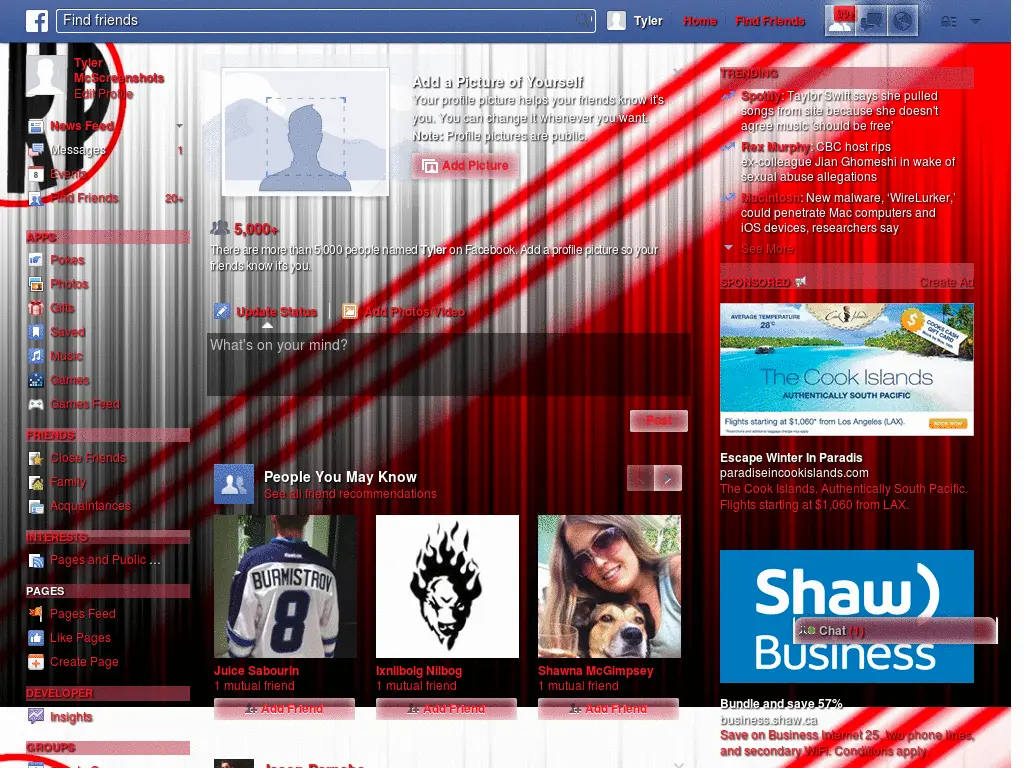 Find friends
Tyler
Home
Find Friends
99+
Tyler
McScreenshots
Edit Profile
News Feed
Messages
1
Events
Find Friends
20+
APPS
Pokes
Photos
Gifts
Saved
Music
Games
Games Feed
FRIENDS
Close Friends
Family
Acquaintances
INTERESTS
Pages and Public ...
PAGES
Pages Feed
Like Pages
Create Page
DEVELOPER
Insights
GROUPS
Add a Picture of Yourself
Your profile picture helps your friends know it's
you. You can change it whenever you want.
Note: Profile pictures are public.
Add Picture
5,000+
There are more than 5,000 people named Tyler on Facebook. Add a profile picture so your
friends know it's you.
Update Status
Add Photos/Video
What's on your mind?
Post
People You May Know
See all friend recommendations
BURMISTROV
8
Juice Sabourin
1 mutual friend
Add Friend
Ixnilbolg Nilbog
1 mutual friend
Add Friend
Shawna McGimpsey
1 mutual friend
Add Friend
TRENDING
Spotify: Taylor Swift says she pulled
songs from site because she doesn't
agree music 'should be free'
Rex Murphy: CBC host rips
ex-colleague Jian Ghomeshi in wake of
sexual abuse allegations
Macintosh: New malware, 'WireLurker,'
could penetrate Mac computers and
iOS devices, researchers say
See More
SPONSORED
Create Ad
AVERAGE TEMPERATURE
28°C
Cook Islands
COOKS CASH
GIFT CARD
The Cook Islands
AUTHENTICALLY SOUTH PACIFIC
Flights starting at $1,060* from Los Angeles (LAX).
BOOK NOW
Escape Winter In Paradis
paradiseincookislands.com
The Cook Islands. Authentically South Pacific.
Flights starting at $1,060 from LAX.
Shaw)
Chat (1)
Business
Bundle and save 57%
business.shaw.ca
Save on Business Internet 25, two phone lines,
and secondary WiFi. Conditions apply